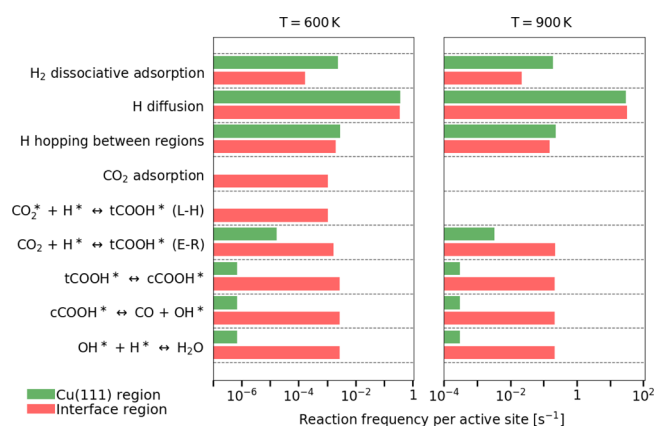 T = 600 K
T = 900 K
H₂ dissociative adsorption
H diffusion
H hopping between regions
CO₂ adsorption
CO₂* + H* ↔ tCOOH* (L-H)
CO₂ + H* ↔ tCOOH* (E-R)
tCOOH* ↔ cCOOH*
cCOOH* ↔ CO + OH*
OH* + H* ↔ H₂O
10⁻⁶ 10⁻⁴ 10⁻² 1 10⁻⁴ 10⁻² 1 10²
Cu(111) region
Interface region
Reaction frequency per active site [s⁻¹]